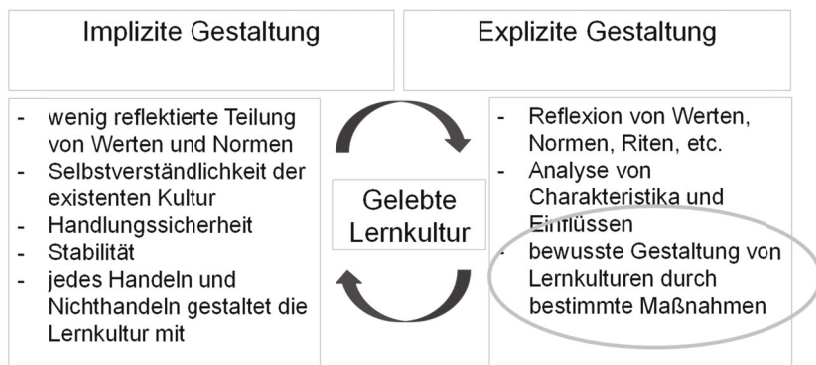 Implizite Gestaltung
Explizite Gestaltung
- wenig reflektierte Teilung
von Werten und Normen
- Selbstverständlichkeit der
existenten Kultur
- Handlungssicherheit
- Stabilität
- jedes Handeln und
Nichthandeln gestaltet die
Lernkultur mit
Gelebte
Lernkultur
- Reflexion von Werten,
Normen, Riten, etc.
- Analyse von
Charakteristika und
Einflüssen
- bewusste Gestaltung von
Lernkulturen durch
bestimmte Maßnahmen